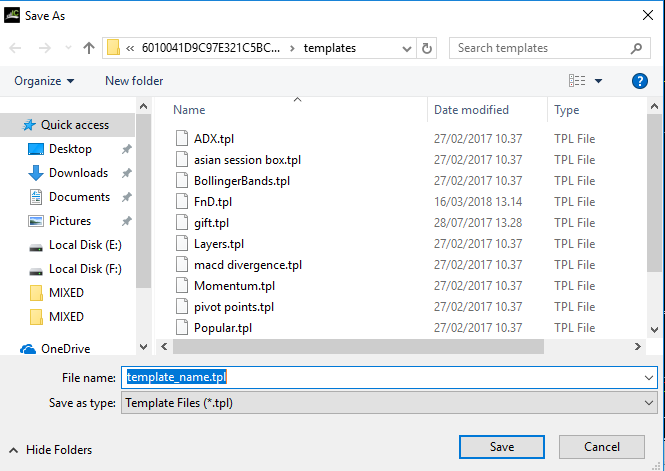 Save As
« 6010041D9C97E321C5BC... > templates
Search templates
Organize
New folder
?
Name
Date modified
Type
Quick access
Desktop
Downloads
Documents
Pictures
Local Disk (E:)
Local Disk (F:)
MIXED
MIXED
OneDrive
ADX.tpl 27/02/2017 10.37 TPL File
asian session box.tpl 27/02/2017 10.37 TPL File
BollingerBands.tpl 27/02/2017 10.37 TPL File
FnD.tpl 16/03/2018 13.14 TPL File
gift.tpl 28/07/2017 13.28 TPL File
Layers.tpl 27/02/2017 10.37 TPL File
macd divergence.tpl 27/02/2017 10.37 TPL File
Momentum.tpl 27/02/2017 10.37 TPL File
pivot points.tpl 27/02/2017 10.37 TPL File
Popular.tpl 27/02/2017 10.37 TPL File
File name: template_name.tpl
Save as type: Template Files (*.tpl)
Hide Folders
Save
Cancel